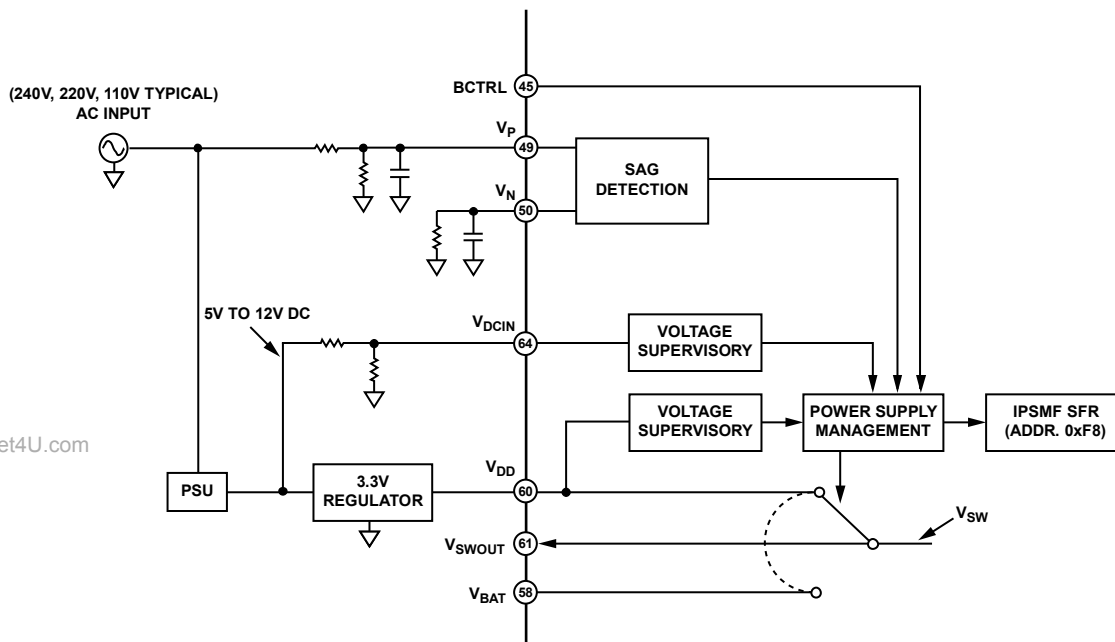 BCTRL
45
(240V, 220V, 110V TYPICAL)
AC INPUT
VP
49
SAG
DETECTION
VN
50
5V TO 12V DC
VDCIN
64
VOLTAGE
SUPERVISORY
VOLTAGE
SUPERVISORY
POWER SUPPLY
MANAGEMENT
IPSMF SFR
(ADDR. 0xF8)
et4U.com
PSU
3.3V
REGULATOR
VDD
60
VSWOUT
61
VSW
VBAT
58